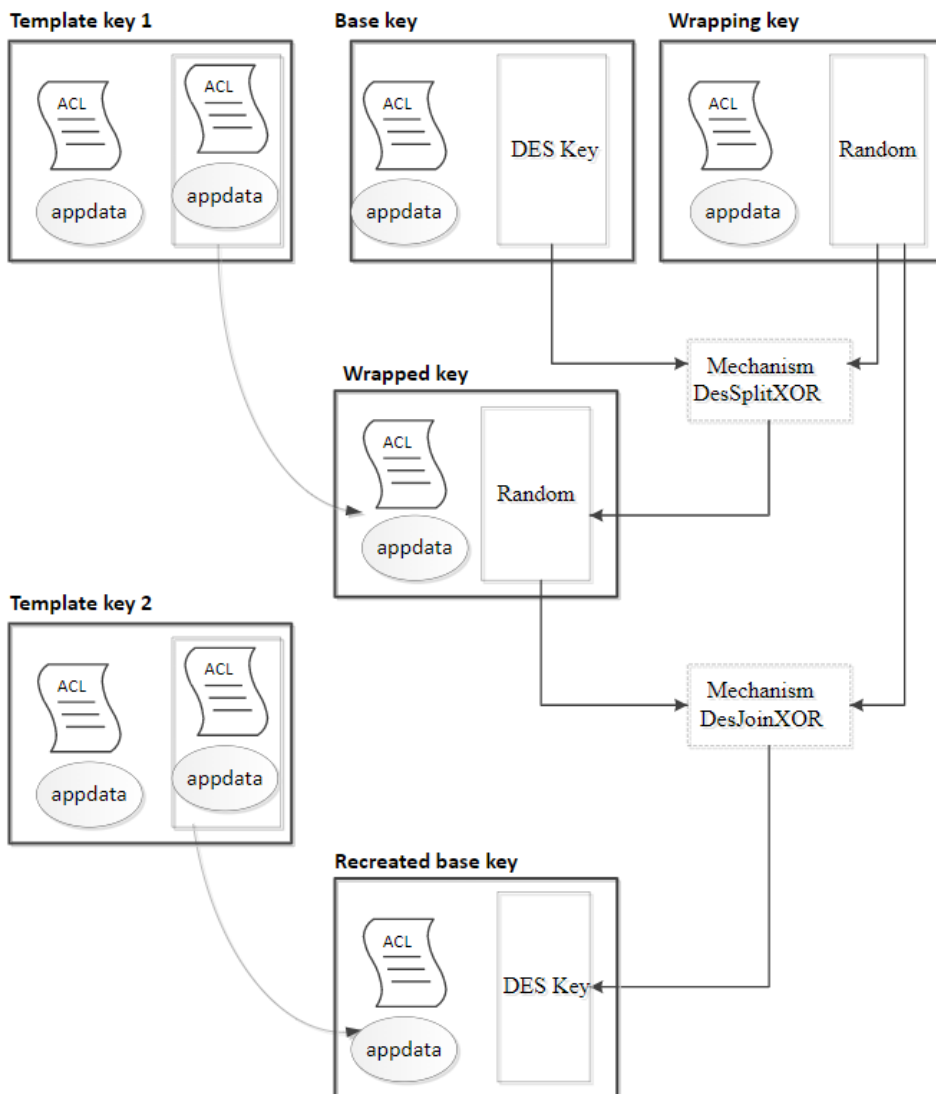 Template key 1
Base key
Wrapping key
ACL
ACL
appdata
appdata
ACL
appdata
DES Key
ACL
appdata
Random
Mechanism
DesSplitXOR
Wrapped key
ACL
appdata
Random
Template key 2
ACL
ACL
appdata
appdata
Mechanism
DesJoinXOR
Recreated base key
ACL
appdata
DES Key